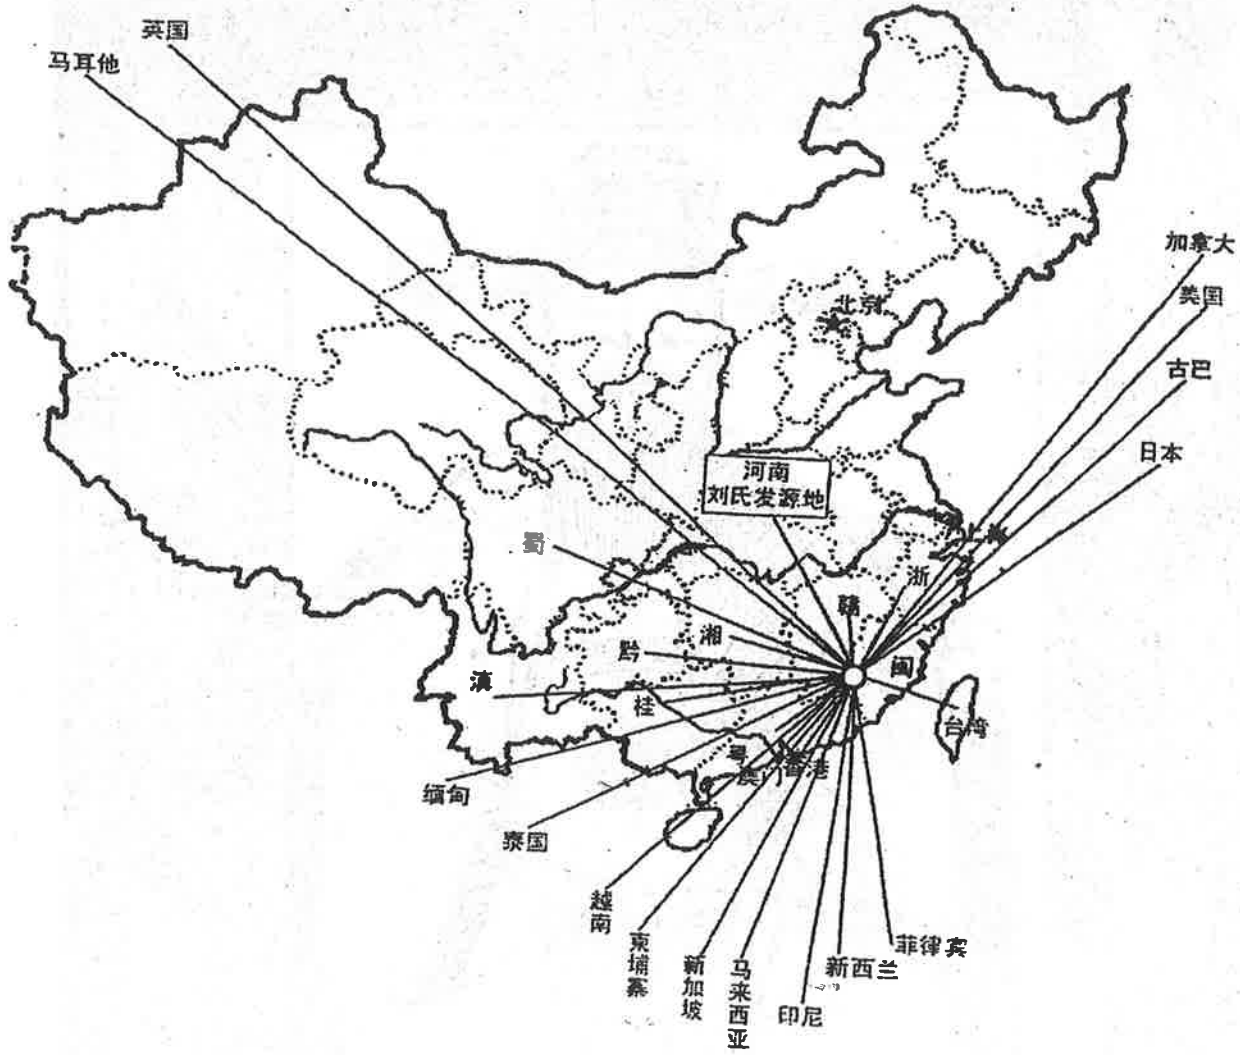 英国
马耳他
加拿大
美国
北京
古巴
日本
河南
刘氏发源地
上海
蜀
浙
赣
湘
黔
闽
滇
桂
台湾
粤
澳门
香港
缅甸
泰国
越南
柬埔寨
新加坡
马来西亚
印尼
新西兰
菲律宾